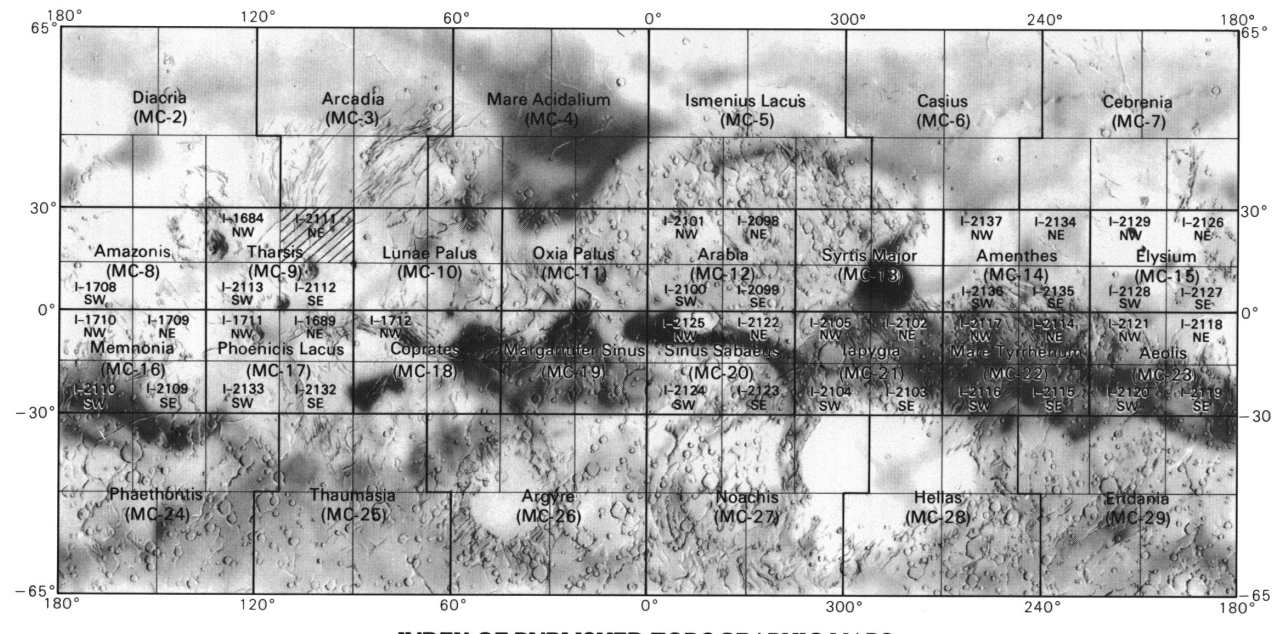 180° 120° 60° 0° 300° 240° 180°
65° 65°
Diacria Arcadia Mare Acidalium Ismenius Lacus Casius Cebrenia
(MC-2) (MC-3) (MC-4) (MC-5) (MC-6) (MC-7)
30° 30°
I-1684 I-2111 I-2101 I-2098 I-2137 I-2134 I-2129 I-2126
NW NE NW NE NW NE NW NE
Amazonis Tharsis Lunae Palus Oxia Palus Arabia Syrtis Major Amenthes Elysium
(MC-8) (MC-9) (MC-10) (MC-11) (MC-12) (MC-13) (MC-14) (MC-15)
I-1708 I-2113 I-2112 I-2100 I-2099 I-2136 I-2135 I-2128 I-2127
SW SW SE SW SE SW SE SW SE
0° 0°
I-1710 I-1709 I-1711 I-1689 I-1712 I-2125 I-2122 I-2105 I-2102 I-2117 I-2114 I-2121 I-2118
NW NE NW NE NW NW NE NW NE NW NE NW NE
Memnonia Phoenicis Lacus Coprates Margaritifer Sinus Sinus Sabaeus Iapygia Mare Tyrrhenum Aeolis
(MC-16) (MC-17) (MC-18) (MC-19) (MC-20) (MC-21) (MC-22) (MC-23)
I-2110 I-2109 I-2133 I-2132 I-2124 I-2123 I-2104 I-2103 I-2116 I-2115 I-2120 I-2119
SW SE SW SE SW SE SW SE SW SE SW SE
-30° -30
Phaethontis Thaumasia Argyre Noachis Hellas Eridania
(MC-24) (MC-25) (MC-26) (MC-27) (MC-28) (MC-29)
-65° -65
180° 120° 60° 0° 300° 240° 180°
INDEX OF PUBLISHED TOPOGRAPHIC MAPS